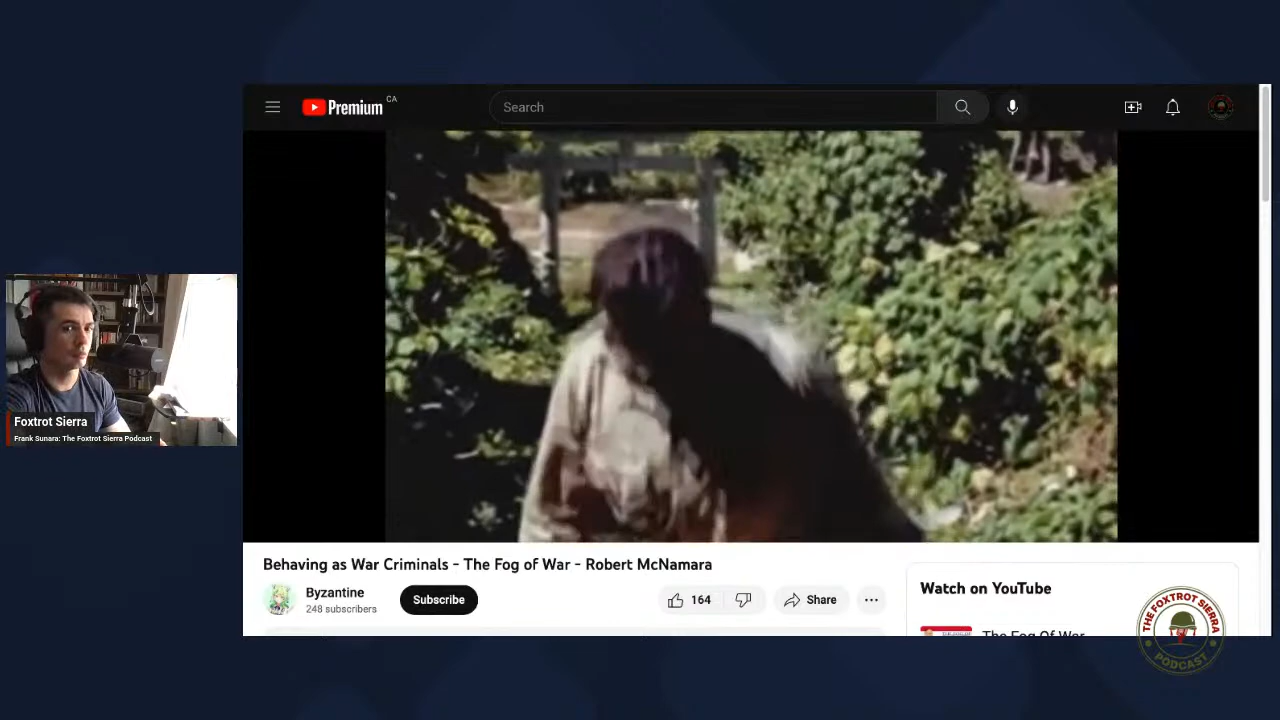 Premium CA
Search
Foxtrot Sierra
Frank Sunara: The Foxtrot Sierra Podcast
Behaving as War Criminals - The Fog of War - Robert McNamara
Byzantine
248 subscribers
Subscribe
164
Share
Watch on YouTube
The Fog Of War
THE FOXTROT SIERRA
PODCAST